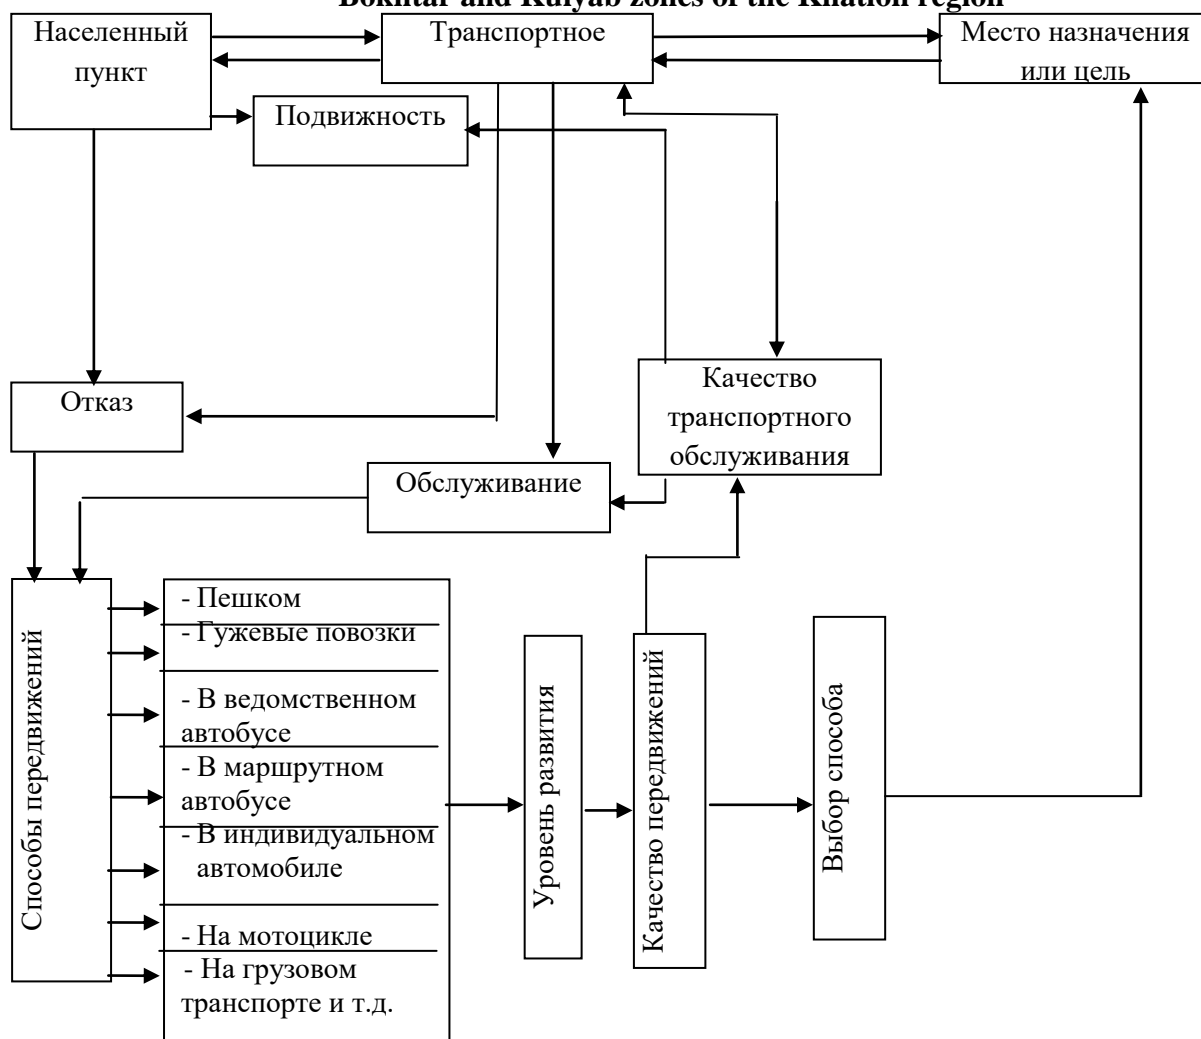 Bokhtar and Kulyab zones of the Khatlon region
Населенный
пункт
Транспортное
Место назначения
или цель
Подвижность
Отказ
Качество
транспортного
обслуживания
Обслуживание
Способы передвижений
- Пешком
- Гужевые повозки
- В ведомственном
автобусе
- В маршрутном
автобусе
- В индивидуальном
автомобиле
- На мотоцикле
- На грузовом
транспорте и т.д.
Уровень развития
Качество передвижений
Выбор способа